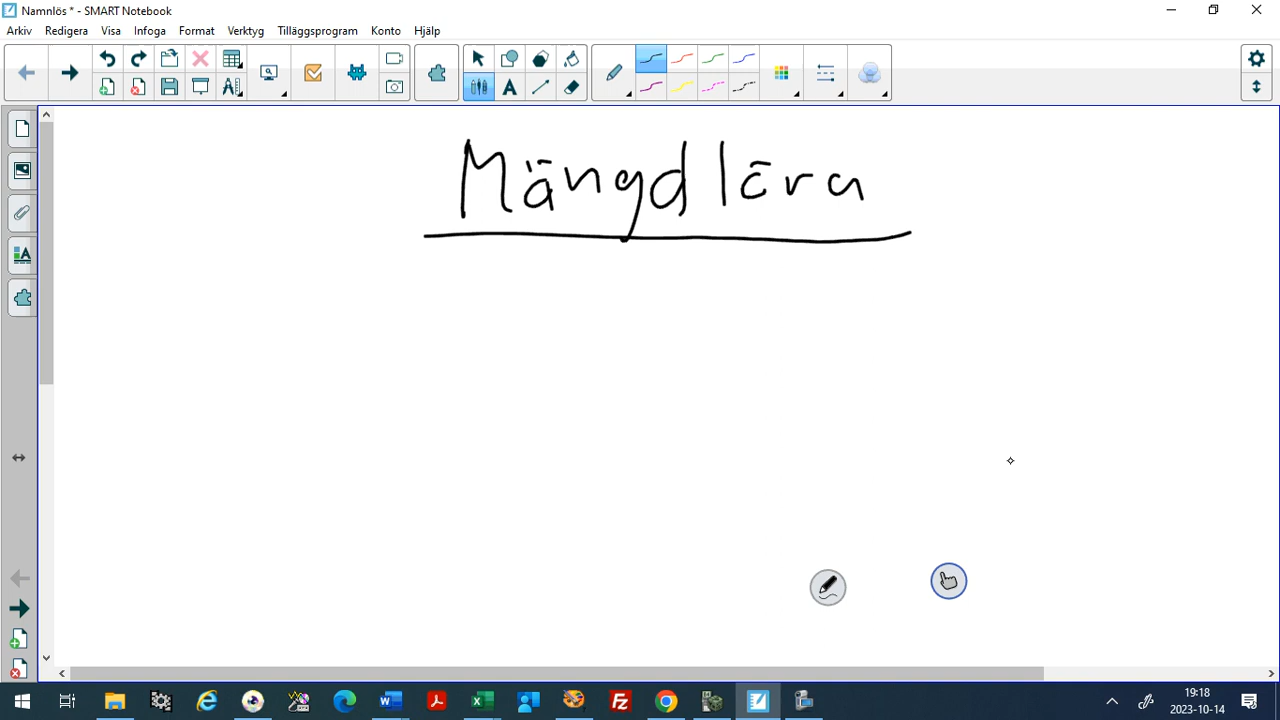 Namnlös * - SMART Notebook
Arkiv Redigera Visa Infoga Format Verktyg Tilläggsprogram Konto Hjälp
Mängdlära
19:18
2023-10-14